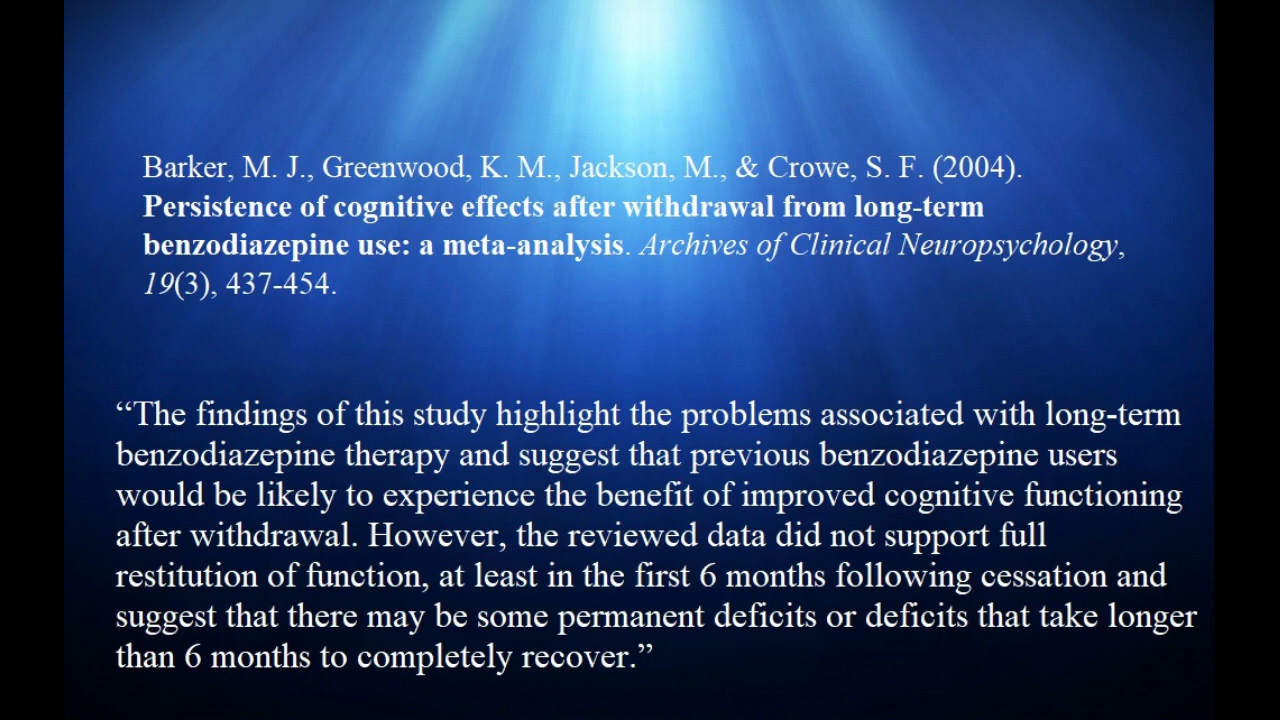 Barker, M. J., Greenwood, K. M., Jackson, M., & Crowe, S. F. (2004).
Persistence of cognitive effects after withdrawal from long-term
benzodiazepine use: a meta-analysis. Archives of Clinical Neuropsychology,
19(3), 437-454.
“The findings of this study highlight the problems associated with long-term
benzodiazepine therapy and suggest that previous benzodiazepine users
would be likely to experience the benefit of improved cognitive functioning
after withdrawal. However, the reviewed data did not support full
restitution of function, at least in the first 6 months following cessation and
suggest that there may be some permanent deficits or deficits that take longer
than 6 months to completely recover.”